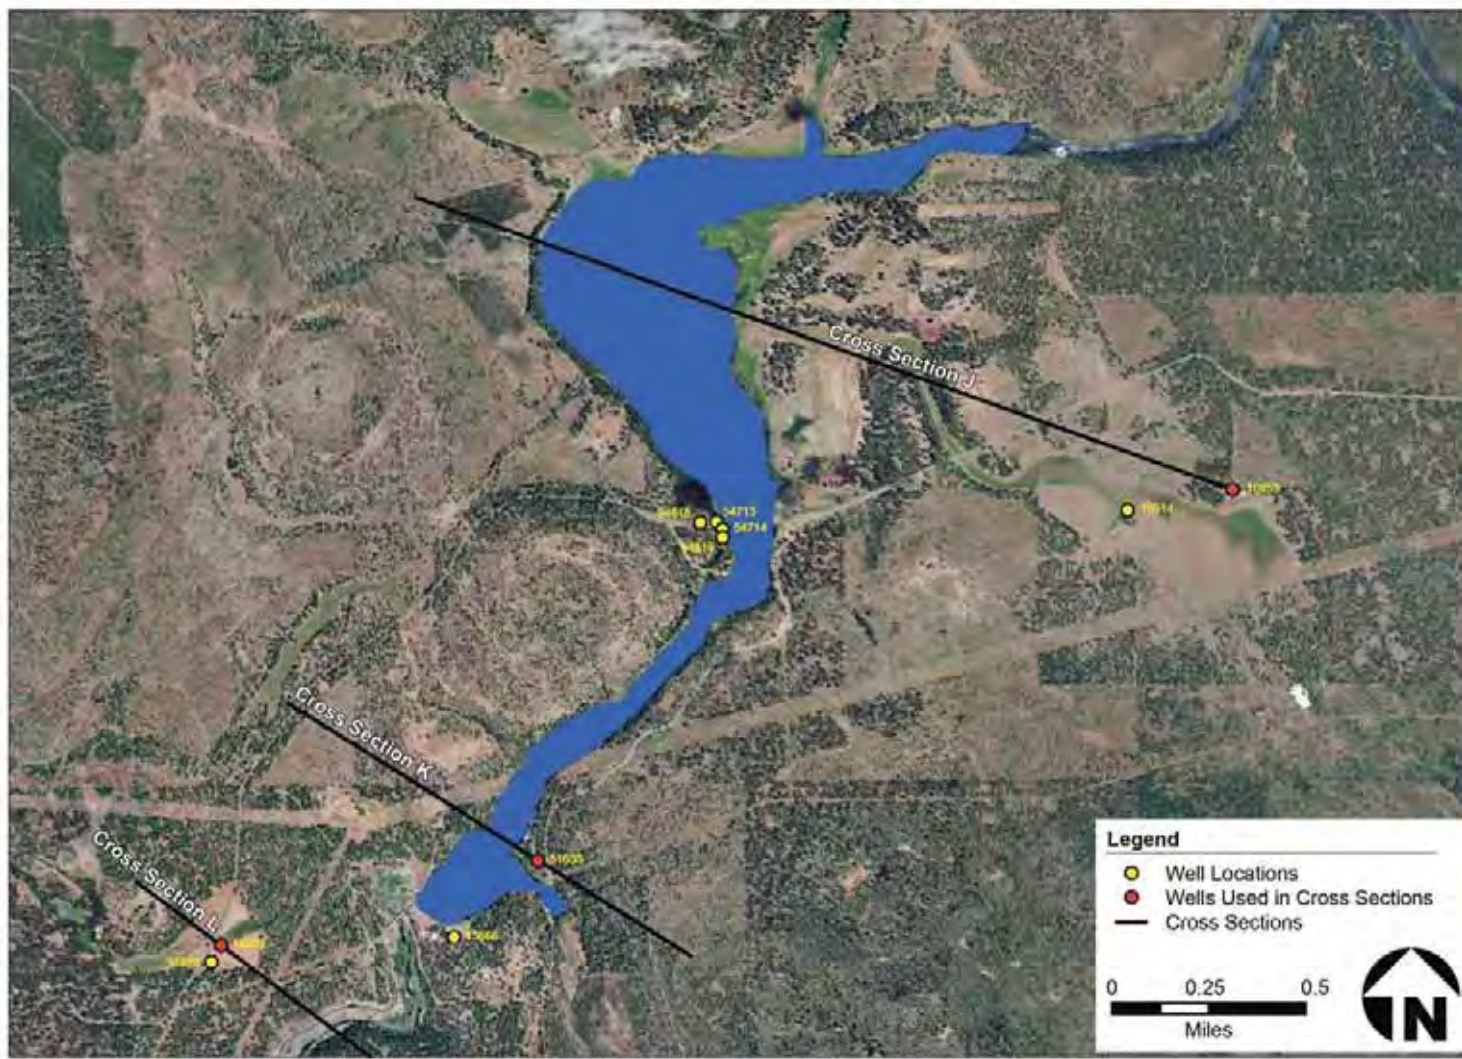 Cross Section J
54713
54714
Cross Section K
51635
Cross Section L
Legend
Well Locations
Wells Used in Cross Sections
Cross Sections
0 0.25 0.5
Miles
N